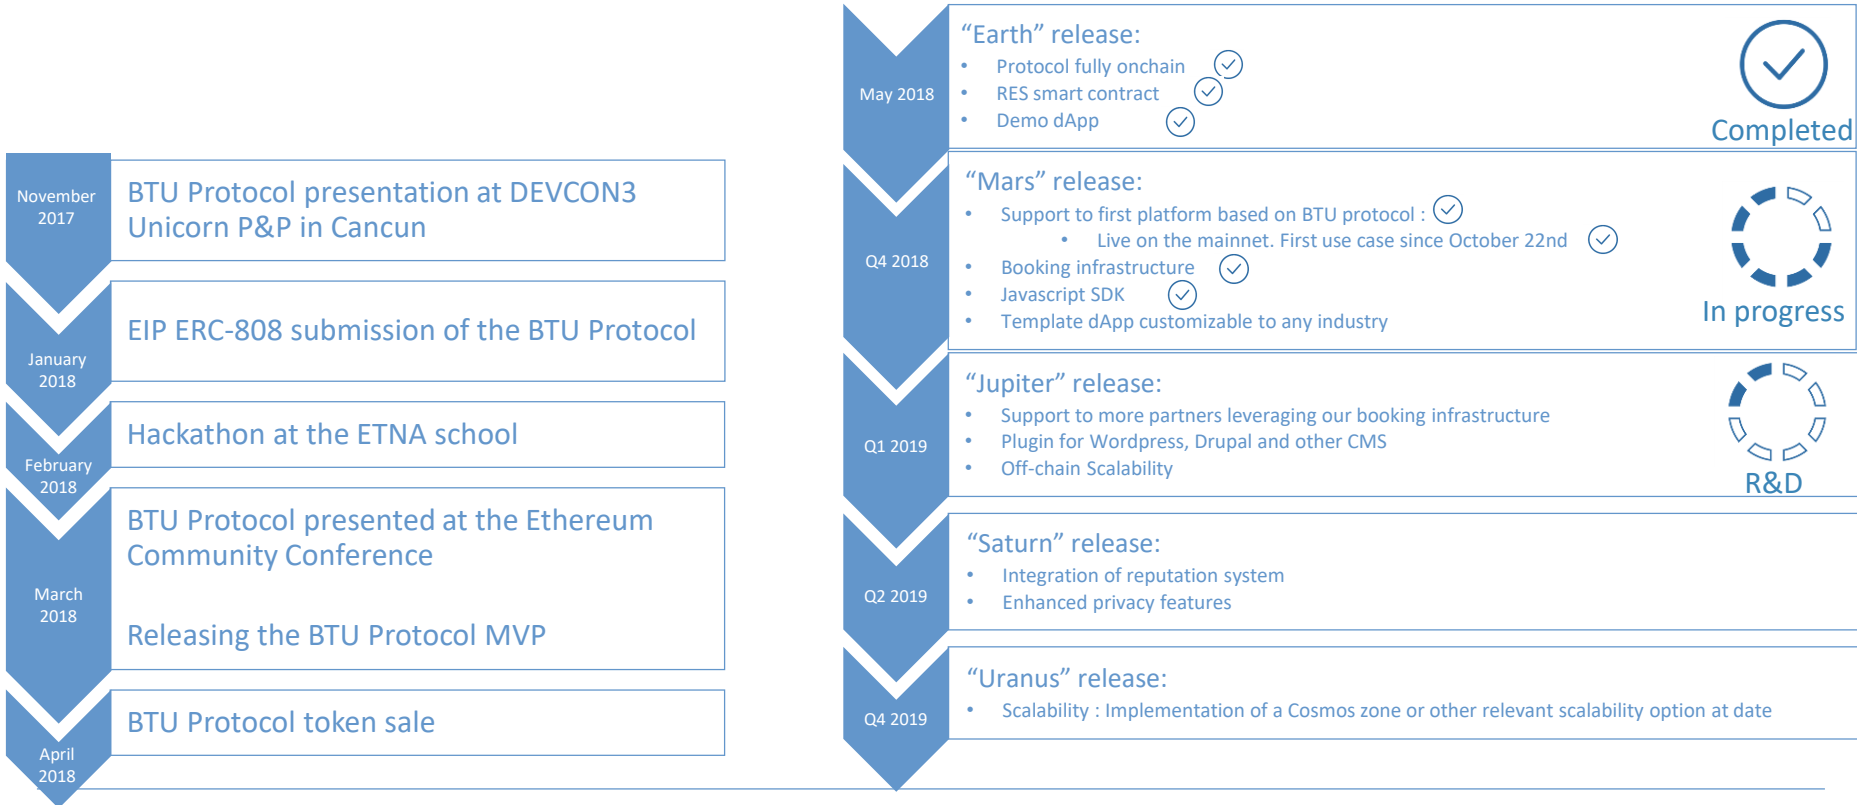 November
2017
BTU Protocol presentation at DEVCON3
Unicorn P&P in Cancun
January
2018
EIP ERC-808 submission of the BTU Protocol
February
2018
Hackathon at the ETNA school
March
2018
BTU Protocol presented at the Ethereum
Community Conference
Releasing the BTU Protocol MVP
April
2018
BTU Protocol token sale
May 2018
“Earth” release:
• Protocol fully onchain
• RES smart contract
• Demo dApp
Completed
Q4 2018
“Mars” release:
• Support to first platform based on BTU protocol :
• Live on the mainnet. First use case since October 22nd
• Booking infrastructure
• Javascript SDK
• Template dApp customizable to any industry
In progress
Q1 2019
“Jupiter” release:
• Support to more partners leveraging our booking infrastructure
• Plugin for Wordpress, Drupal and other CMS
• Off-chain Scalability
R&D
Q2 2019
“Saturn” release:
• Integration of reputation system
• Enhanced privacy features
Q4 2019
“Uranus” release:
• Scalability : Implementation of a Cosmos zone or other relevant scalability option at date